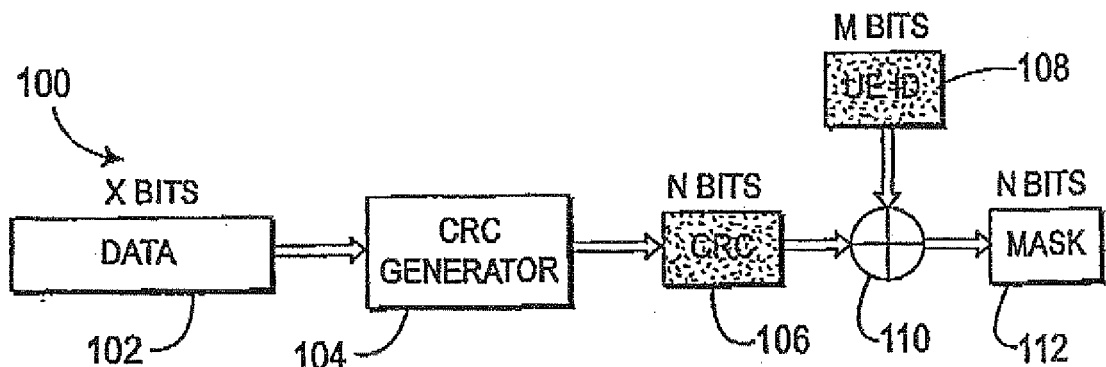 M BITS
100
UE ID
108
X BITS
N BITS
N BITS
DATA
CRC
GENERATOR
CRC
MASK
102
104
106
110
112